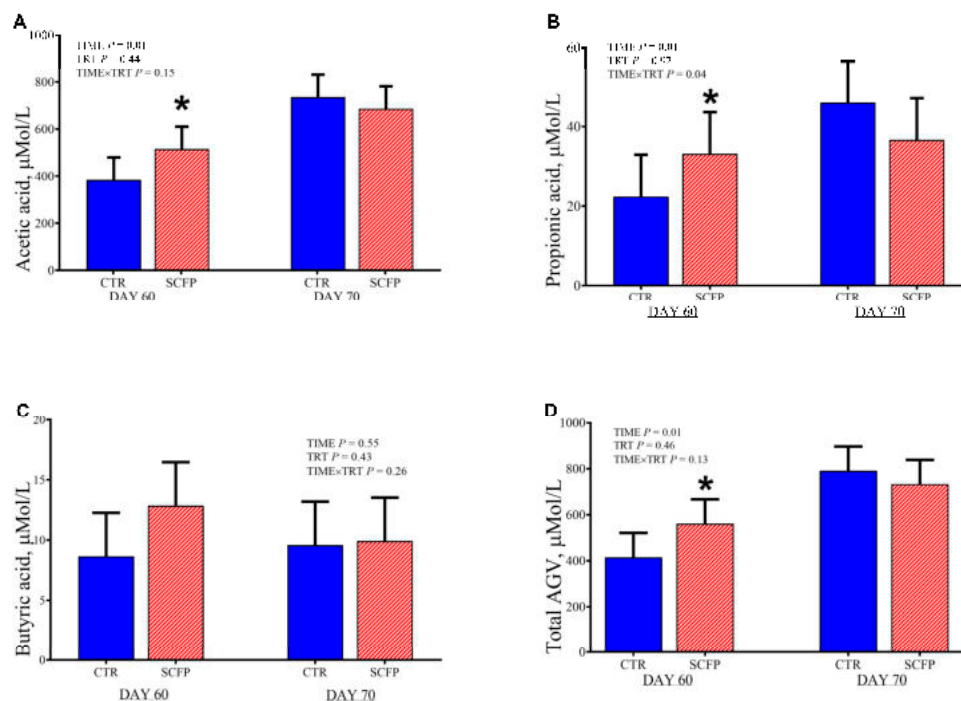 A
1000
TIME P = 0.01
TRT P = 0.44
TIME×TRT P = 0.15
*
800
600
400
200
0
Acetic acid, µMol/L
CTR SCFP CTR SCFP
DAY 60 DAY 70
B
TIME P = 0.01
TRT P = 0.92
TIME×TRT P = 0.04
*
60
40
20
0
Propionic acid, µMol/L
CTR SCFP CTR SCFP
DAY 60 DAY 70
C
20
TIME P = 0.55
TRT P = 0.43
TIME×TRT P = 0.26
15
10
5
0
Butyric acid, µMol/L
CTR SCFP CTR SCFP
DAY 60 DAY 70
D
1000
TIME P = 0.01
TRT P = 0.46
TIME×TRT P = 0.13
*
800
600
400
200
0
Total AGV, µMol/L
CTR SCFP CTR SCFP
DAY 60 DAY 70